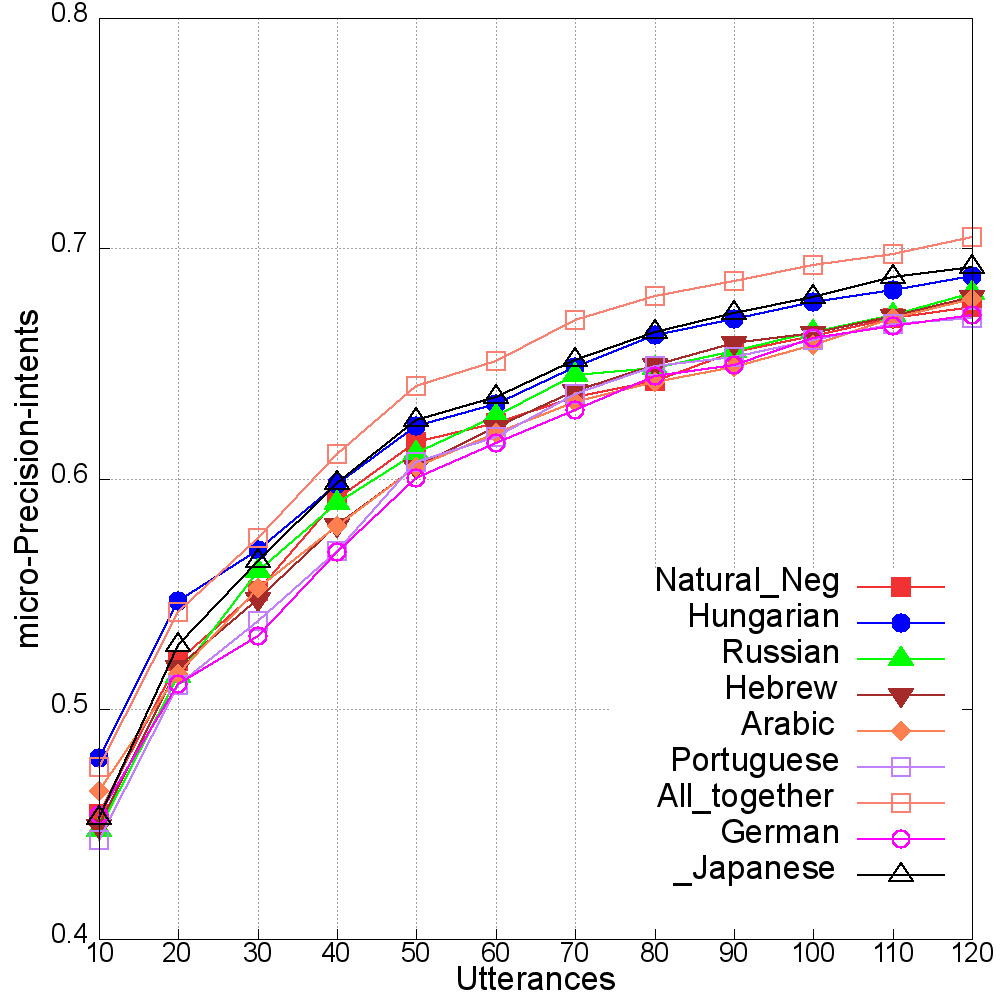 0.8
0.7
0.6
0.5
0.4
micro-Precision-intents
Natural_Neg
Hungarian
Russian
Hebrew
Arabic
Portuguese
All_together
German
_Japanese
10 20 30 40 50 60 70 80 90 100 110 120
Utterances